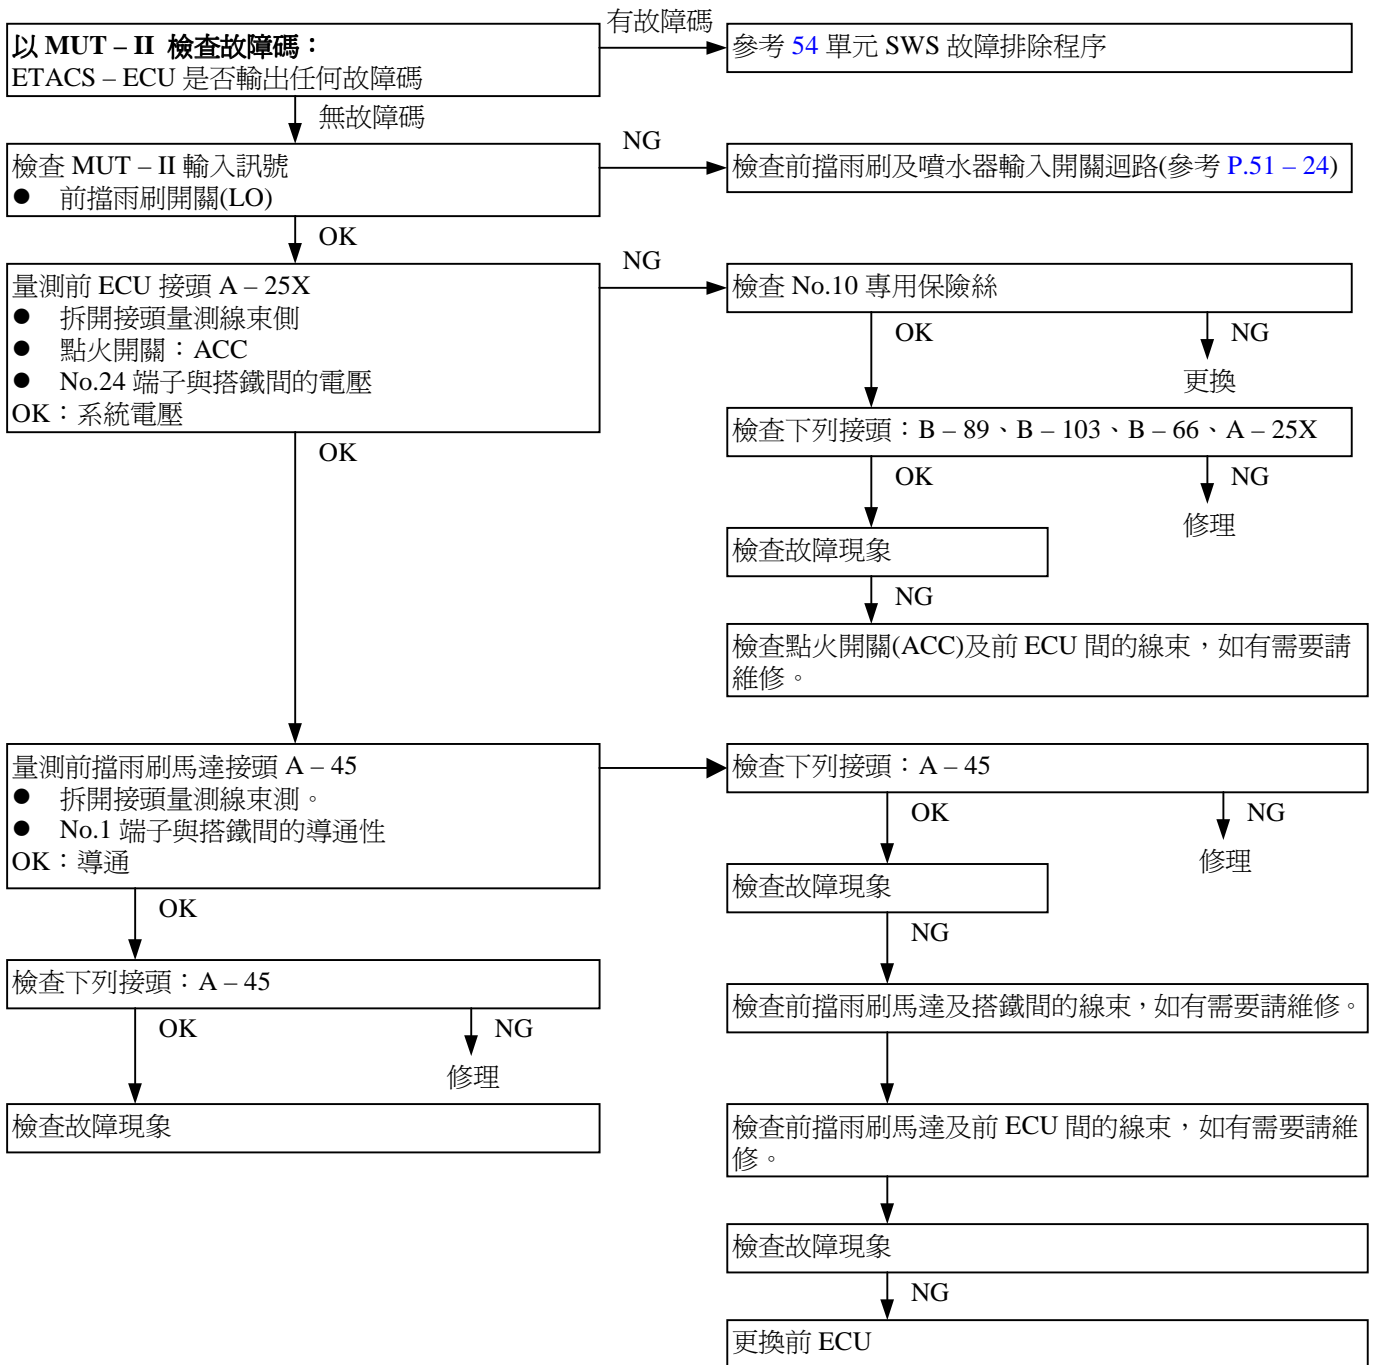 有故障碼
以 MUT – II 檢查故障碼：
ETACS – ECU 是否輸出任何故障碼
參考 54 單元 SWS 故障排除程序
無故障碼
NG
檢查 MUT – II 輸入訊號
● 前擋雨刷開關(LO)
檢查前擋雨刷及噴水器輸入開關迴路(參考 P.51 – 24)
OK
NG
量測前 ECU 接頭 A – 25X
● 拆開接頭量測線束側
● 點火開關：ACC
● No.24 端子與搭鐵間的電壓
OK：系統電壓
檢查 No.10 專用保險絲
OK
NG
更換
檢查下列接頭：B – 89、B – 103、B – 66、A – 25X
OK
OK
NG
修理
檢查故障現象
NG
檢查點火開關(ACC)及前 ECU 間的線束，如有需要請
維修。
量測前擋雨刷馬達接頭 A – 45
● 拆開接頭量測線束測。
● No.1 端子與搭鐵間的導通性
OK：導通
檢查下列接頭：A – 45
OK
NG
修理
檢查故障現象
OK
NG
檢查下列接頭：A – 45
檢查前擋雨刷馬達及搭鐵間的線束，如有需要請維修。
OK
NG
修理
檢查故障現象
檢查前擋雨刷馬達及前 ECU 間的線束，如有需要請維
修。
檢查故障現象
NG
更換前 ECU